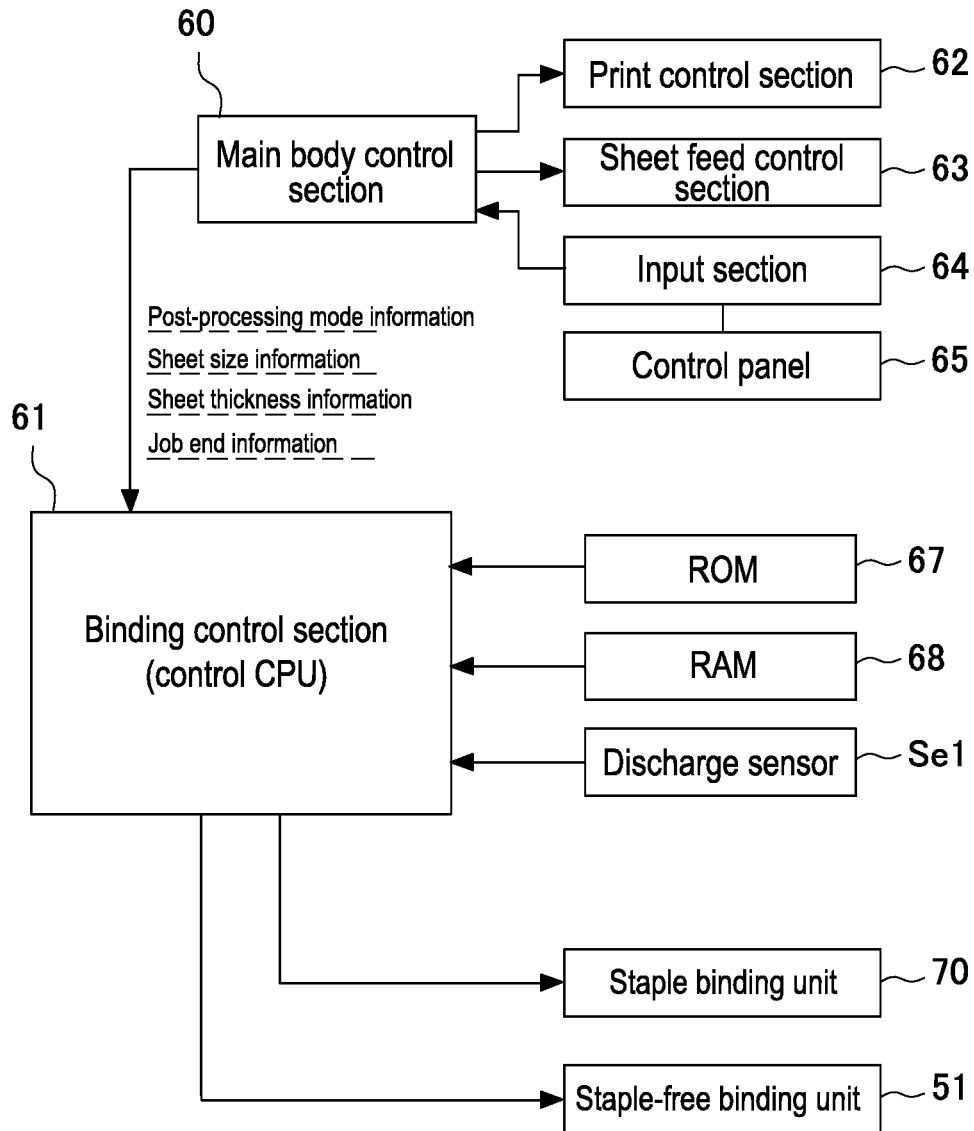 60
Print control section
62
Main body control
section
Sheet feed control
section
63
Input section
64
Control panel
65
Post-processing mode information
Sheet size information
Sheet thickness information
Job end information
61
Binding control section
(control CPU)
ROM
67
RAM
68
Discharge sensor
Se1
Staple binding unit
70
Staple-free binding unit
51